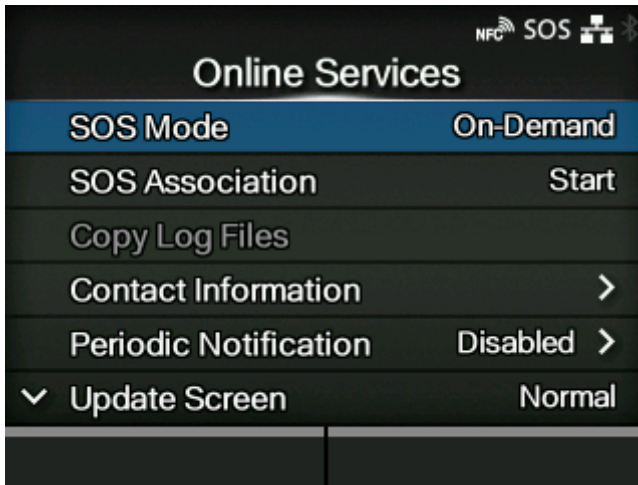 NFC SOS
Online Services
SOS Mode On-Demand
SOS Association Start
Copy Log Files
Contact Information
Periodic Notification Disabled
Update Screen Normal